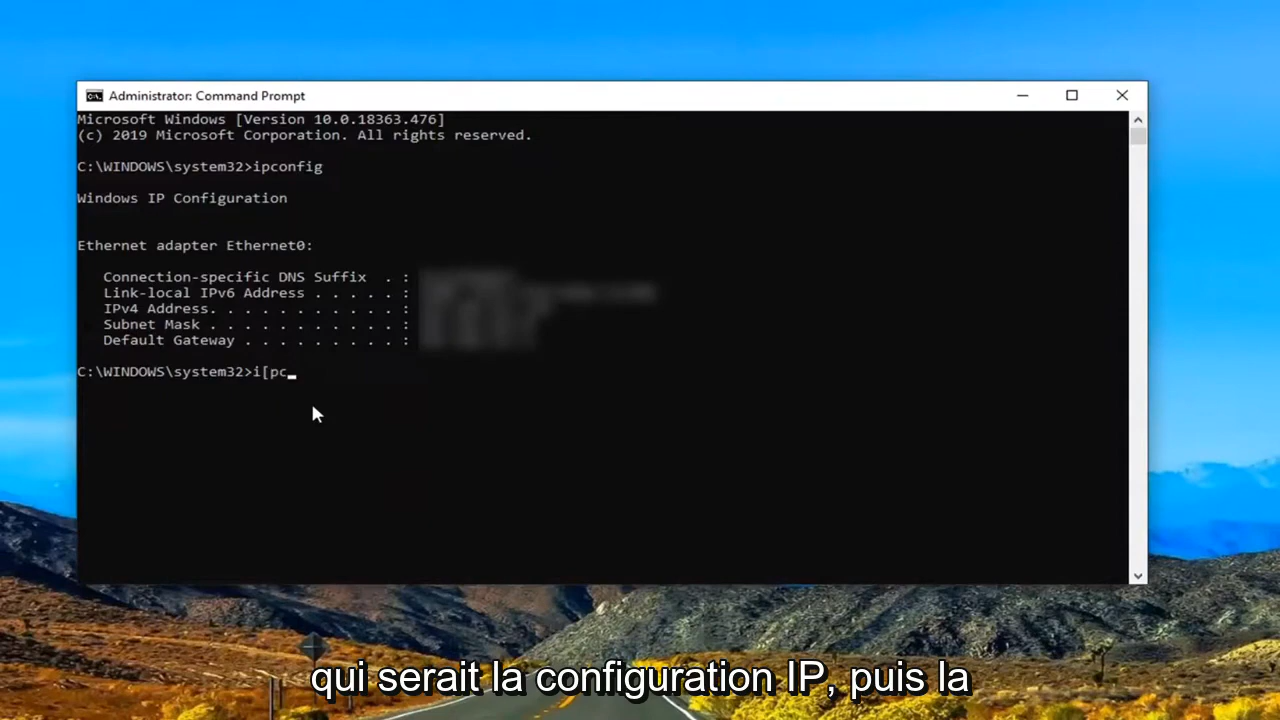 Administrator: Command Prompt
Microsoft Windows [Version 10.0.18363.476]
(c) 2019 Microsoft Corporation. All rights reserved.
C:\WINDOWS\system32>ipconfig
Windows IP Configuration
Ethernet adapter Ethernet0:
Connection-specific DNS Suffix . :
Link-local IPv6 Address . . . . . :
IPv4 Address. . . . . . . . . . . :
Subnet Mask . . . . . . . . . . . :
Default Gateway . . . . . . . . . :
C:\WINDOWS\system32>i[pc_
qui serait la configuration IP, puis la